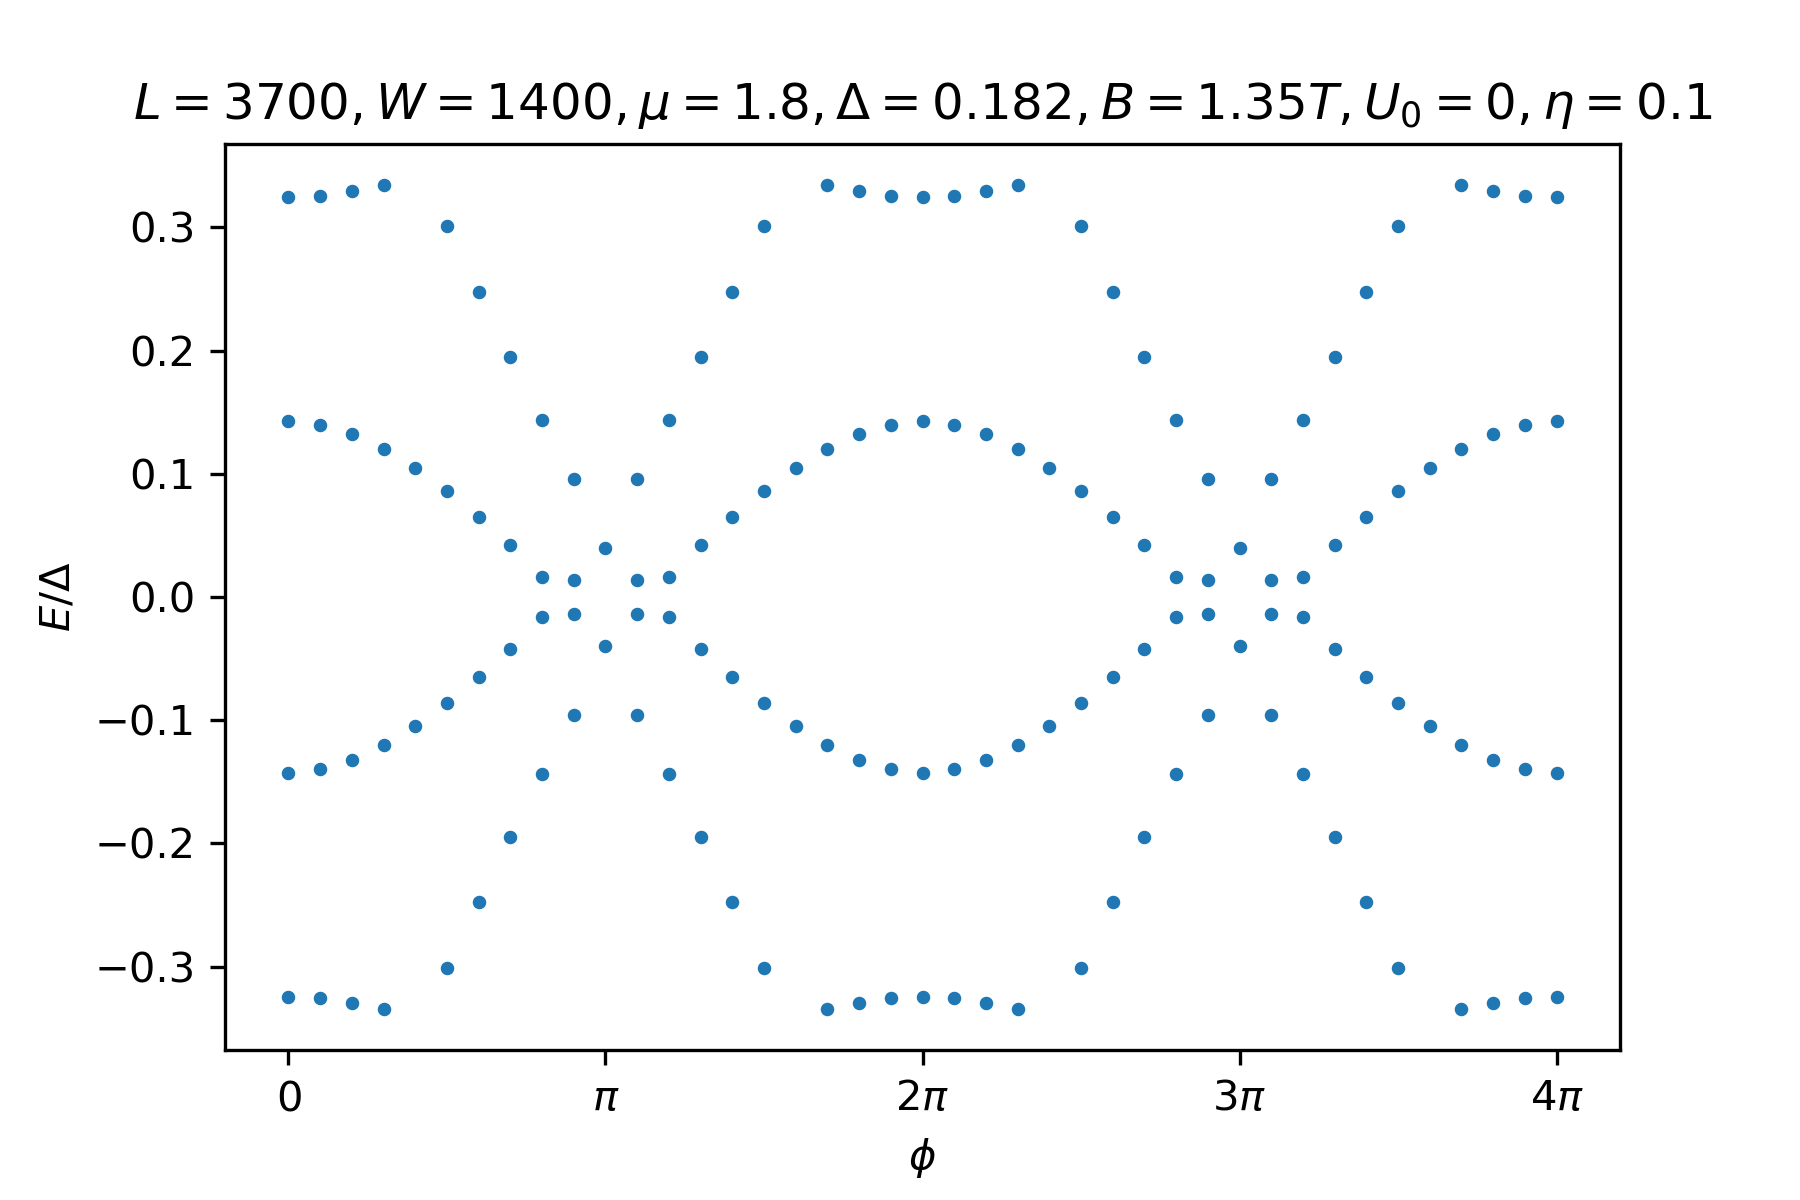 L = 3700, W = 1400, μ = 1.8, Δ = 0.182, B = 1.35T, U₀ = 0, η = 0.1
0.3
0.2
0.1
0.0
−0.1
−0.2
−0.3
E/Δ
0 π 2π 3π 4π
ϕ